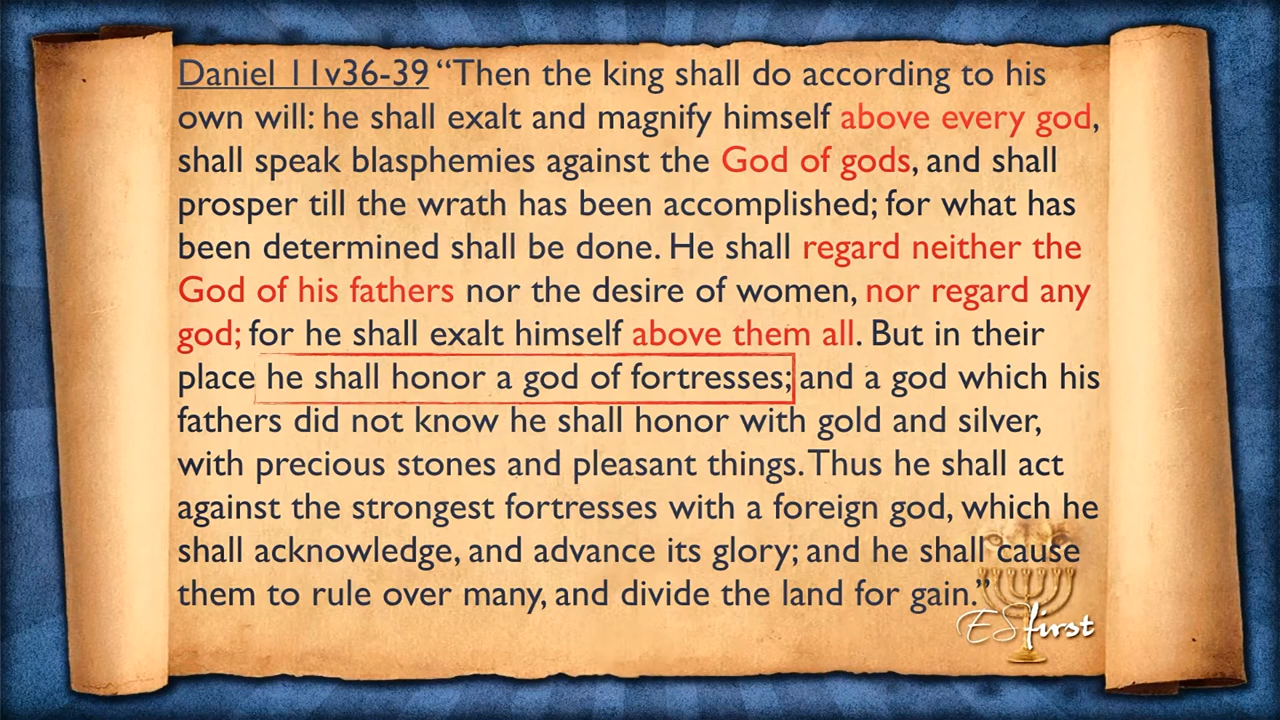 Daniel 11v36-39 “Then the king shall do according to his
own will: he shall exalt and magnify himself above every god,
shall speak blasphemies against the God of gods, and shall
prosper till the wrath has been accomplished; for what has
been determined shall be done. He shall regard neither the
God of his fathers nor the desire of women, nor regard any
god; for he shall exalt himself above them all. But in their
place he shall honor a god of fortresses; and a god which his
fathers did not know he shall honor with gold and silver,
with precious stones and pleasant things. Thus he shall act
against the strongest fortresses with a foreign god, which he
shall acknowledge, and advance its glory; and he shall cause
them to rule over many, and divide the land for gain.”
ESfirst